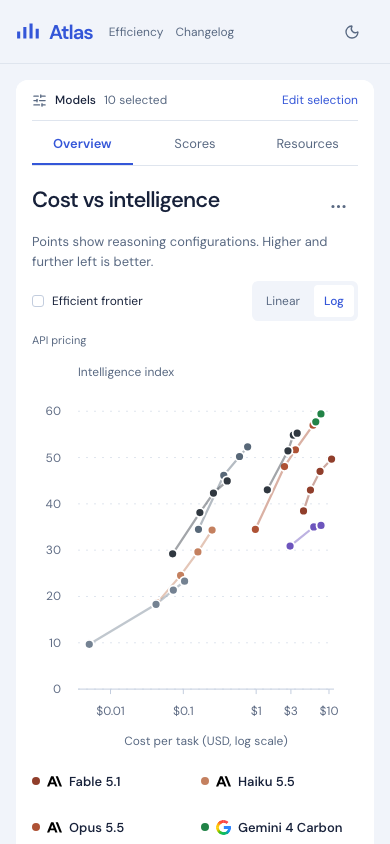 Atlas Efficiency Changelog
Models 10 selected Edit selection
Overview Scores Resources
Cost vs intelligence
...
Points show reasoning configurations. Higher and
further left is better.
Efficient frontier Linear Log
API pricing
Intelligence index
60
50
40
30
20
10
0
$0.01 $0.1 $1 $3 $10
Cost per task (USD, log scale)
Fable 5.1 Haiku 5.5
Opus 5.5 Gemini 4 Carbon